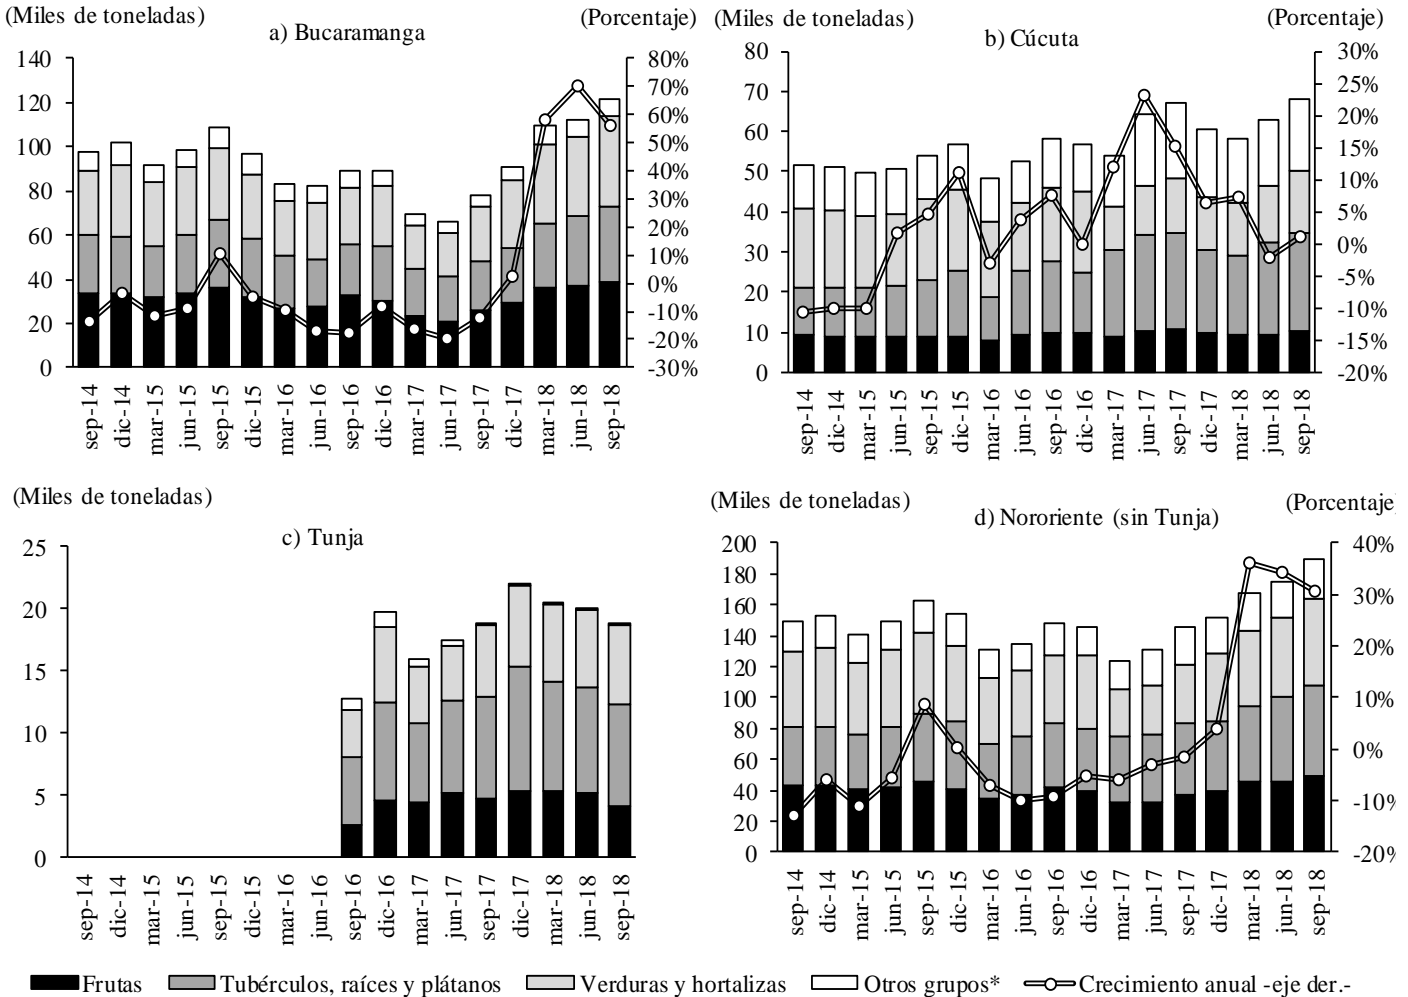 (Miles de toneladas)
(Porcentaje)
a) Bucaramanga
140
120
100
80
60
40
20
0
80%
70%
60%
50%
40%
30%
20%
10%
0%
-10%
-20%
-30%
sep-14
dic-14
mar-15
jun-15
sep-15
dic-15
mar-16
jun-16
sep-16
dic-16
mar-17
jun-17
sep-17
dic-17
mar-18
jun-18
sep-18
(Miles de toneladas)
(Porcentaje)
b) Cúcuta
80
70
60
50
40
30
20
10
0
30%
25%
20%
15%
10%
5%
0%
-5%
-10%
-15%
-20%
sep-14
dic-14
mar-15
jun-15
sep-15
dic-15
mar-16
jun-16
sep-16
dic-16
mar-17
jun-17
sep-17
dic-17
mar-18
jun-18
sep-18
(Miles de toneladas)
c) Tunja
25
20
15
10
5
0
sep-14
dic-14
mar-15
jun-15
sep-15
dic-15
mar-16
jun-16
sep-16
dic-16
mar-17
jun-17
sep-17
dic-17
mar-18
jun-18
sep-18
(Miles de toneladas)
(Porcentaje
d) Nororiente (sin Tunja)
200
180
160
140
120
100
80
60
40
20
0
40%
30%
20%
10%
0%
-10%
-20%
sep-14
dic-14
mar-15
jun-15
sep-15
dic-15
mar-16
jun-16
sep-16
dic-16
mar-17
jun-17
sep-17
dic-17
mar-18
jun-18
sep-18
Frutas
Tubérculos, raíces y plátanos
Verduras y hortalizas
Otros grupos*
Crecimiento anual -eje der.-